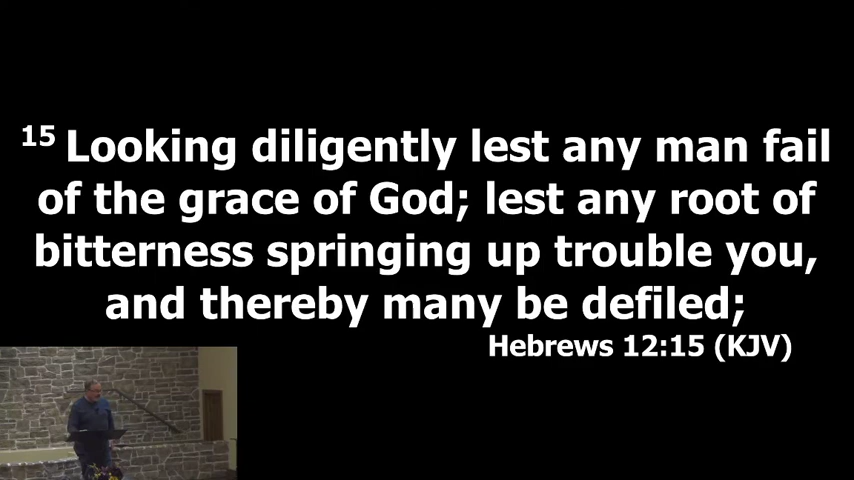 15 Looking diligently lest any man fail
of the grace of God; lest any root of
bitterness springing up trouble you,
and thereby many be defiled;
Hebrews 12:15 (KJV)